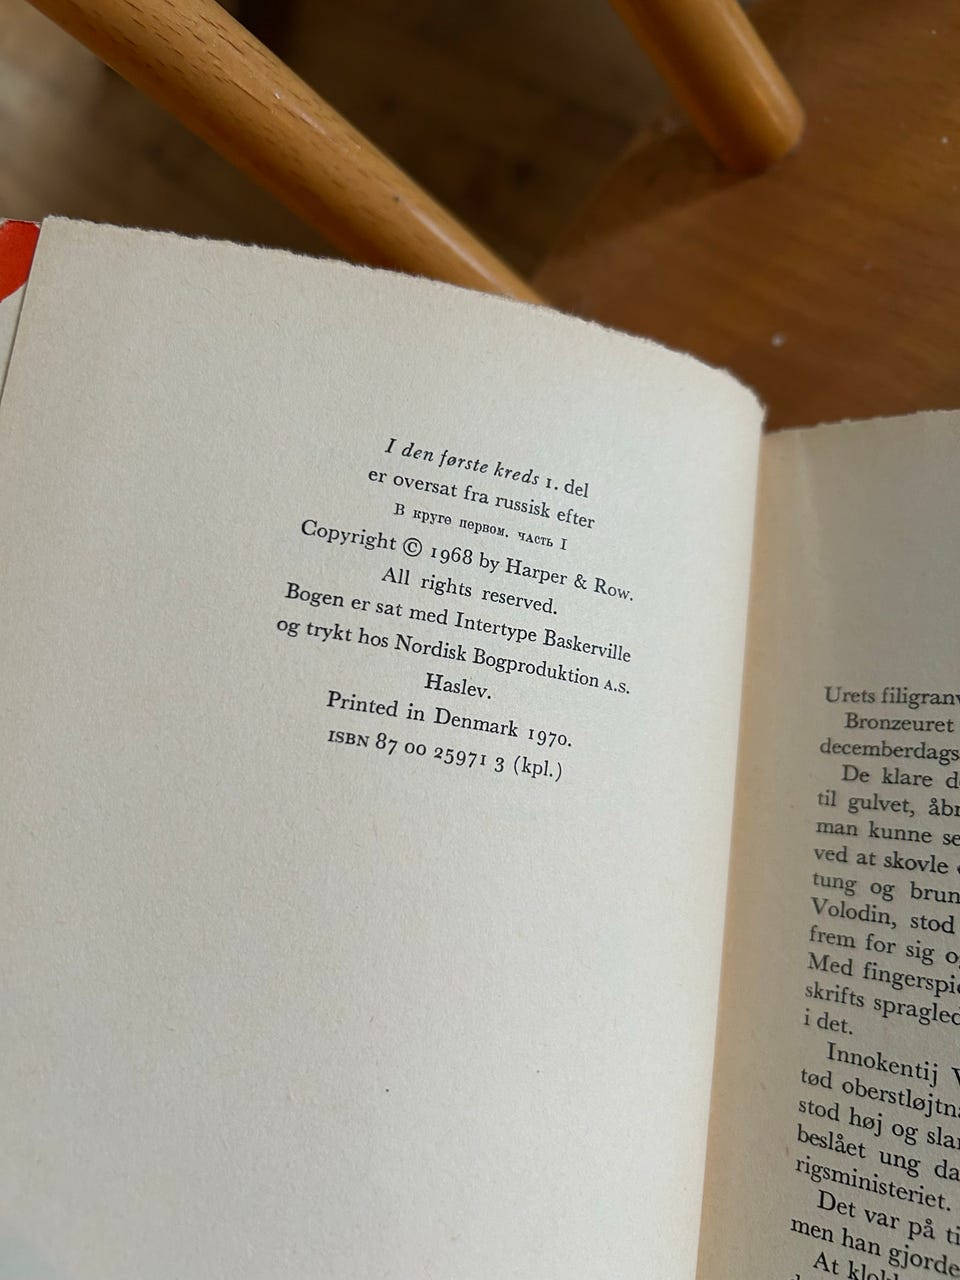 I den første kreds 1. del
er oversat fra russisk efter
В круге первом. часть I
Copyright © 1968 by Harper & Row.
All rights reserved.
Bogen er sat med Intertype Baskerville
og trykt hos Nordisk Bogproduktion A.S.
Haslev.
Printed in Denmark 1970.
ISBN 87 00 25971 3 (kpl.)
Urets
Bronzeuret
De klare
til gulvet,
man kunne
ved at skovle
tung og
Volodin, stod
frem for sig
Med
skrifts
i det.
Innokentij
tød
stod høj og
beslået ung
rigsministeriet.
Det var på
men han
At